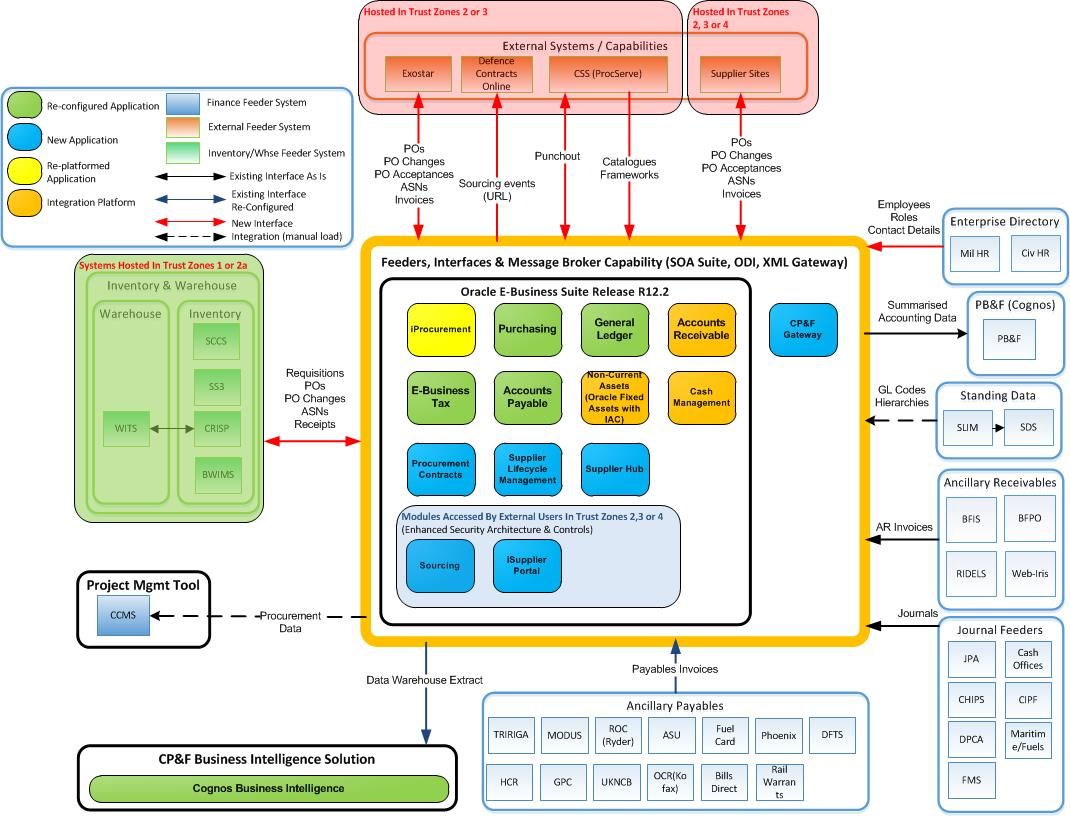 Hosted In Trust Zones 2 or 3
Hosted In Trust Zones
2, 3 or 4
External Systems / Capabilities
Exostar
Defence
Contracts
Online
CSS (ProcServe)
Supplier Sites
Re-configured Application
New Application
Re-platformed
Application
Integration Platform
Finance Feeder System
External Feeder System
Inventory/Whse Feeder System
Existing Interface As Is
Existing Interface
Re-Configured
New Interface
Integration (manual load)
POs
PO Changes
PO Acceptances
ASNs
Invoices
Sourcing events
(URL)
Punchout
Catalogues
Frameworks
POs
PO Changes
PO Acceptances
ASNs
Invoices
Employees
Roles
Contact Details
Enterprise Directory
Mil HR
Civ HR
Systems Hosted In Trust Zones 1 or 2a
Inventory & Warehouse
Warehouse
Inventory
SCCS
SS3
WITS
CRISP
BWIMS
Requisitions
POs
PO Changes
ASNs
Receipts
Feeders, Interfaces & Message Broker Capability (SOA Suite, ODI, XML Gateway)
Oracle E-Business Suite Release R12.2
iProcurement
Purchasing
General
Ledger
Accounts
Receivable
CP&F
Gateway
E-Business
Tax
Accounts
Payable
Non-Current
Assets
(Oracle Fixed
Assets with
IAC)
Cash
Management
Procurement
Contracts
Supplier
Lifecycle
Management
Supplier Hub
Modules Accessed By External Users In Trust Zones 2,3 or 4
(Enhanced Security Architecture & Controls)
Sourcing
iSupplier
Portal
Summarised
Accounting Data
PB&F (Cognos)
PB&F
GL Codes
Hierarchies
Standing Data
SLIM
SDS
AR Invoices
Ancillary Receivables
BFIS
BFPO
RIDELS
Web-Iris
Journals
Journal Feeders
JPA
Cash
Offices
CHIPS
CIPF
DPCA
Maritim
e/Fuels
FMS
Project Mgmt Tool
CCMS
Procurement
Data
Data Warehouse Extract
Payables Invoices
CP&F Business Intelligence Solution
Cognos Business Intelligence
Ancillary Payables
TRIRIGA
MODUS
ROC
(Ryder)
ASU
Fuel
Card
Phoenix
DFTS
HCR
GPC
UKNCB
OCR(Ko
fax)
Bills
Direct
Rail
Warran
ts